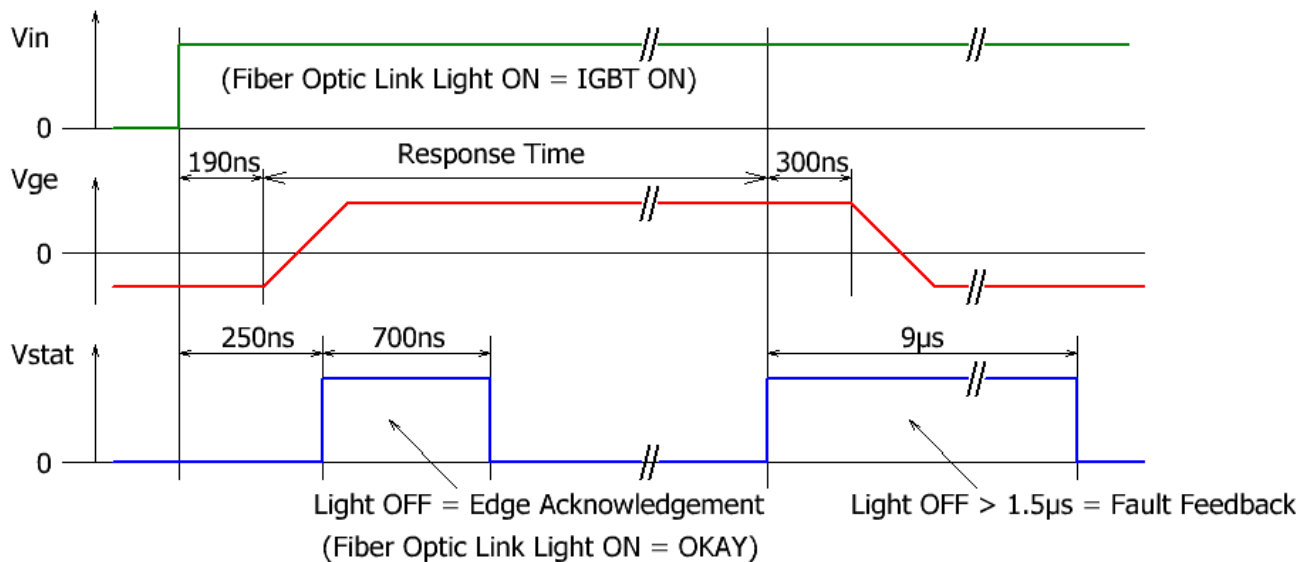 Vin
(Fiber Optic Link Light ON = IGBT ON)
0
190ns
Response Time
300ns
Vge
0
Vstat
250ns
700ns
9µs
0
Light OFF = Edge Acknowledgement
Light OFF > 1.5µs = Fault Feedback
(Fiber Optic Link Light ON = OKAY)